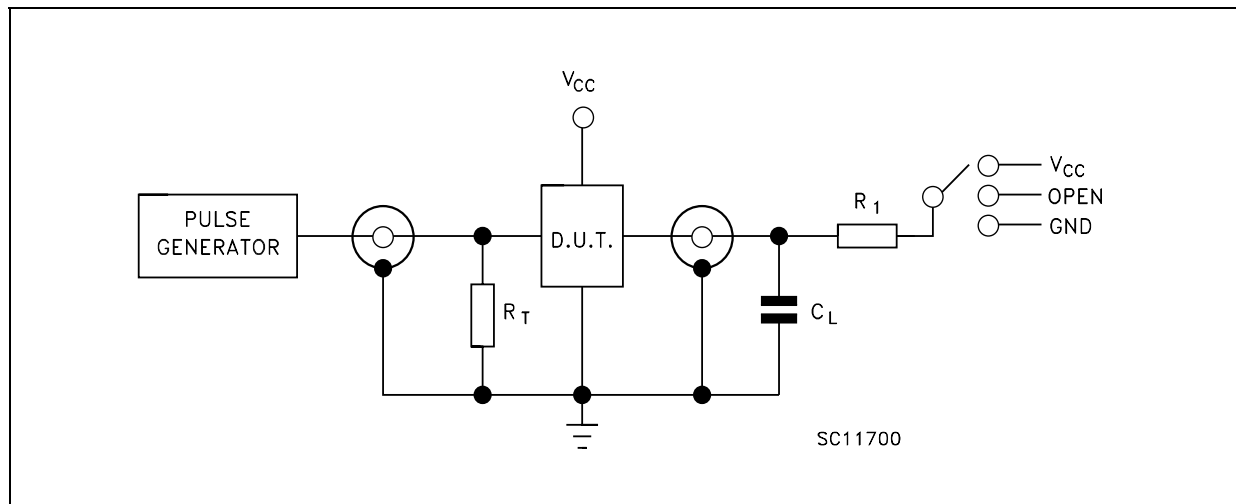 VCC
PULSE
GENERATOR
D.U.T.
RT
CL
R1
VCC
OPEN
GND
SC11700